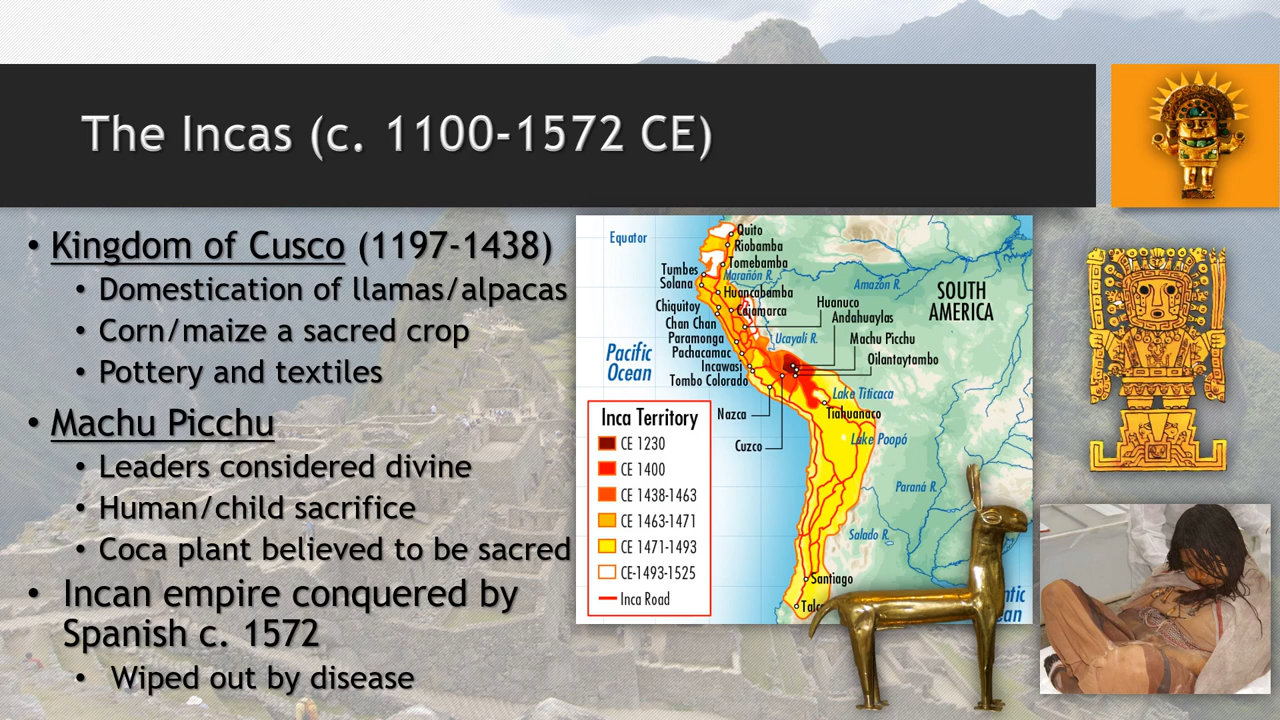 The Incas (c. 1100-1572 CE)
• Kingdom of Cusco (1197-1438)
• Domestication of llamas/alpacas
• Corn/maize a sacred crop
• Pottery and textiles
• Machu Picchu
• Leaders considered divine
• Human/child sacrifice
• Coca plant believed to be sacred
• Incan empire conquered by
Spanish c. 1572
• Wiped out by disease
Equator
Quito
Riobamba
Tomebamba
Tumbes
Marañón R.
Solana
Huancabamba
Amazon R.
SOUTH
AMERICA
Chiquitoy
Cajamarca
Huanuco
Chan Chan
Andahuaylas
Paramonga
Ucayali R.
Machu Picchu
Pachacamac
Pacific
Ocean
Oilantaytombo
Incawasi
Tombo Colorado
Lake Titicaca
Nazca
Tiahuanaco
Cuzco
Lake Poopó
Paraná R.
Salado R.
Santiago
Talc
ntic
ean
Inca Territory
CE 1230
CE 1400
CE 1438-1463
CE 1463-1471
CE 1471-1493
CE-1493-1525
Inca Road